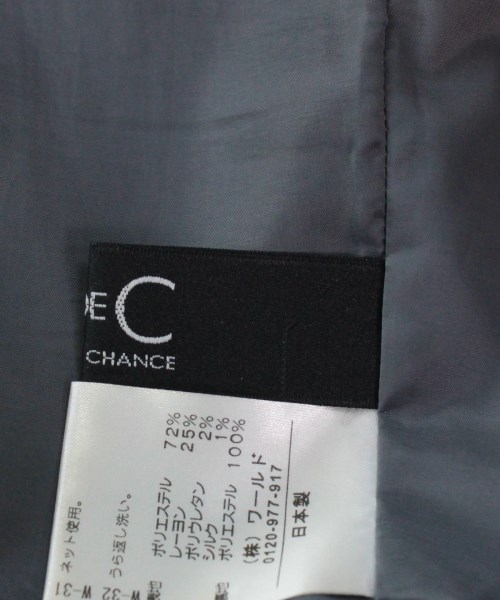 DE C
CHANCE
ネット使用。
うら返し洗い。
ポリエステル 72%
レーヨン 25%
ポリウレタン 2%
シルク 1%
ポリエステル 100%
(株) ワールド
0120-977-917
日本製
W-31
W-32